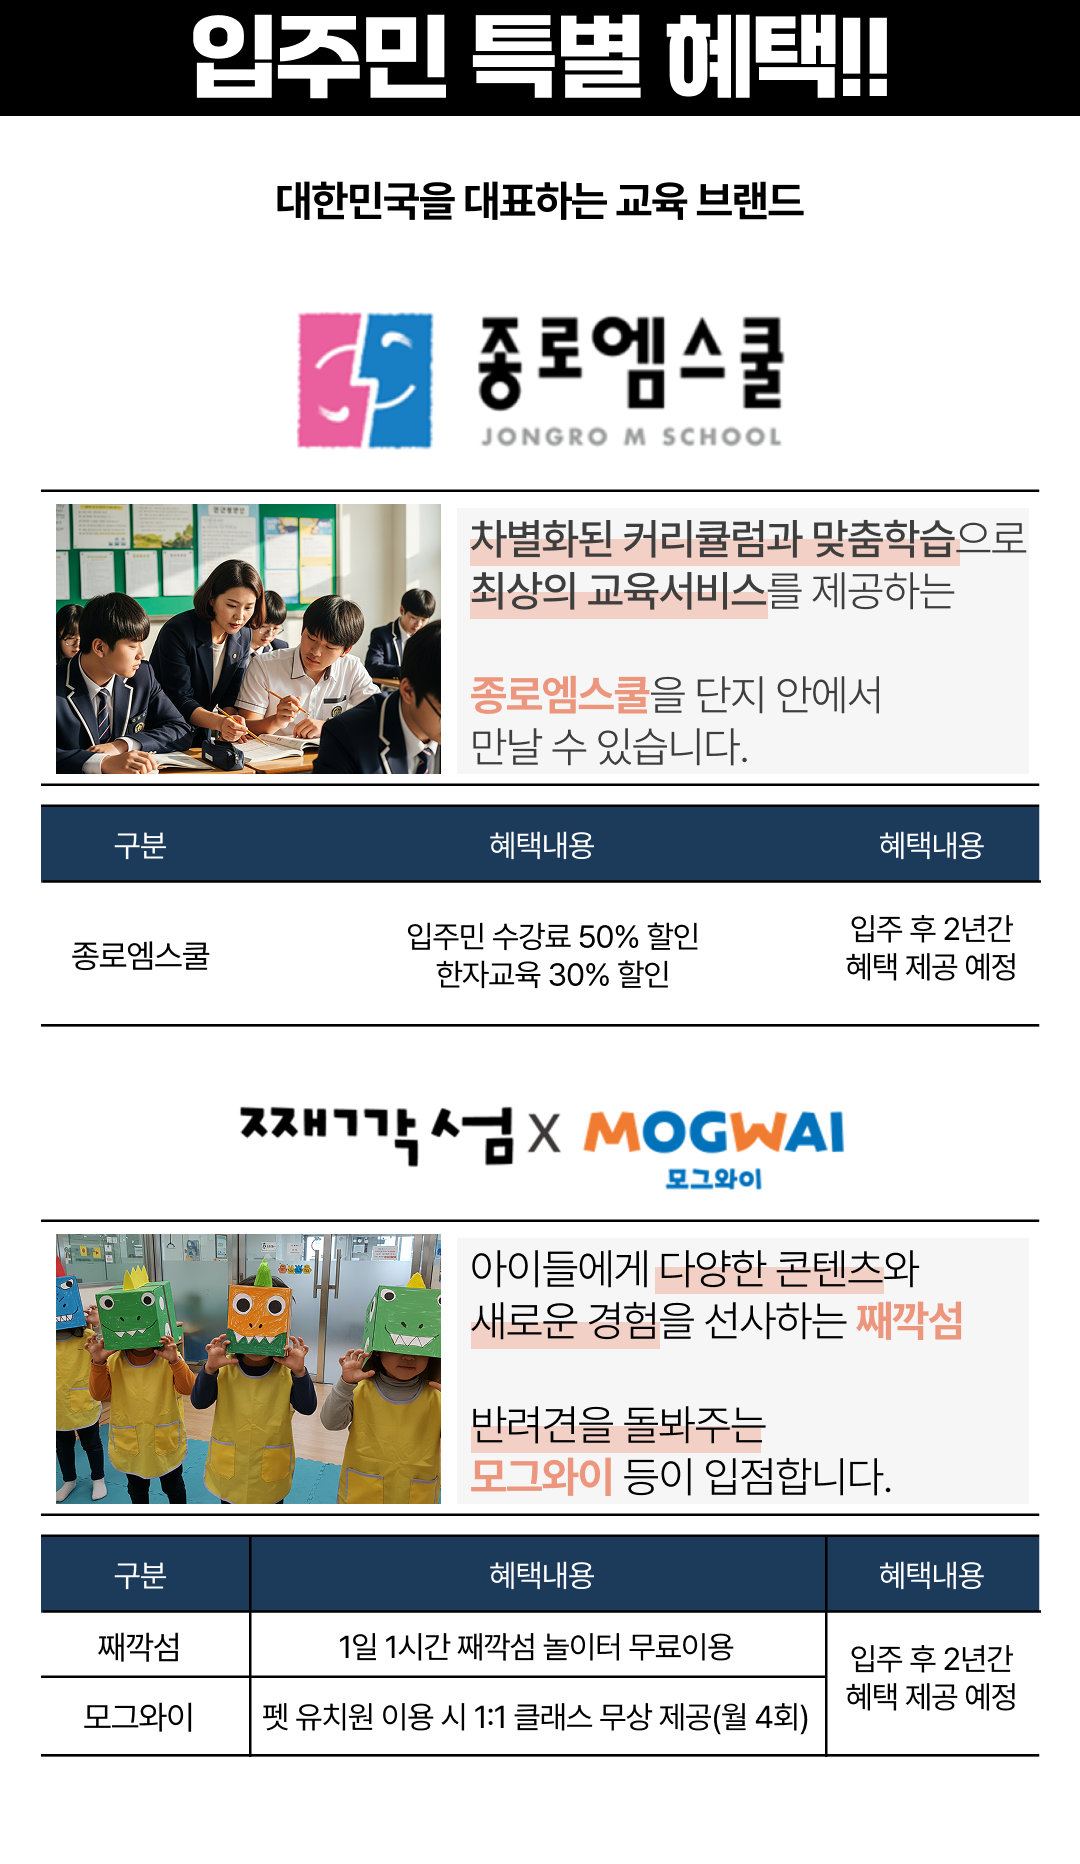 입주민 특별 혜택!!
대한민국을 대표하는 교육 브랜드
종로엠스쿨
JONGRO M SCHOOL
차별화된 커리큘럼과 맞춤학습으로
최상의 교육서비스를 제공하는
종로엠스쿨을 단지 안에서
만날 수 있습니다.
구분 혜택내용 혜택내용
종로엠스쿨
입주민 수강료 50% 할인
한자교육 30% 할인
입주 후 2년간
혜택 제공 예정
째깍섬 X MOGWAI
모그와이
아이들에게 다양한 콘텐츠와
새로운 경험을 선사하는 째깍섬
반려견을 돌봐주는
모그와이 등이 입점합니다.
구분 혜택내용 혜택내용
째깍섬 1일 1시간 째깍섬 놀이터 무료이용
모그와이 펫 유치원 이용 시 1:1 클래스 무상 제공(월 4회)
입주 후 2년간
혜택 제공 예정